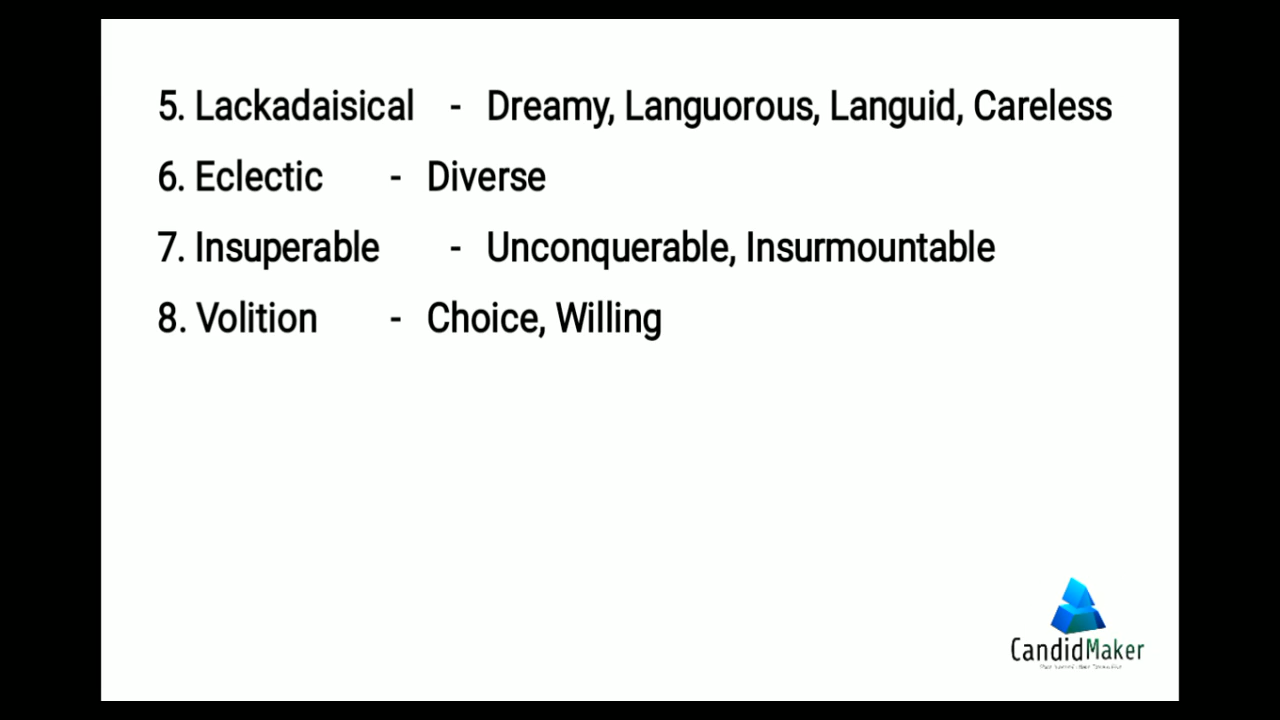 5. Lackadaisical - Dreamy, Languorous, Languid, Careless
6. Eclectic - Diverse
7. Insuperable - Unconquerable, Insurmountable
8. Volition - Choice, Willing
CandidMaker